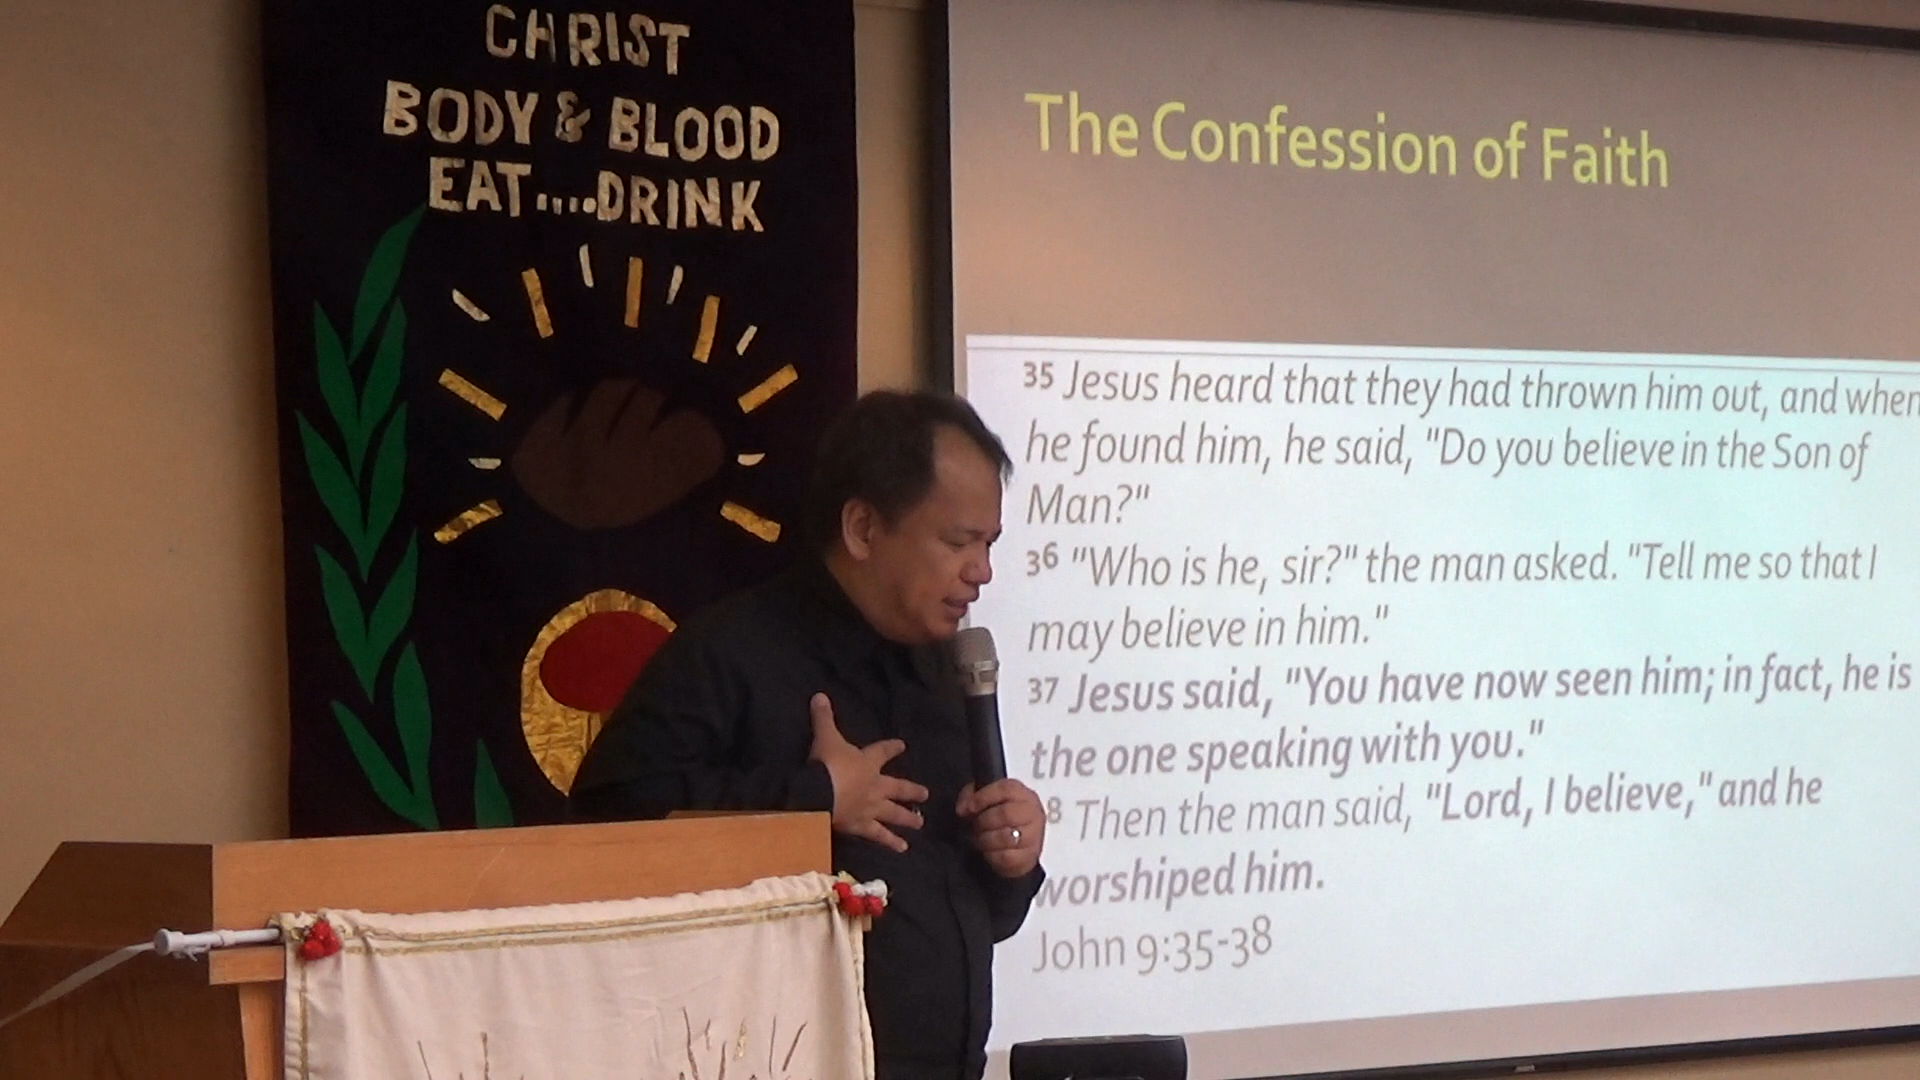 CHRIST
BODY & BLOOD
EAT....DRINK
The Confession of Faith
35 Jesus heard that they had thrown him out, and when
he found him, he said, "Do you believe in the Son of
Man?"
36 "Who is he, sir?" the man asked. "Tell me so that I
may believe in him."
37 Jesus said, "You have now seen him; in fact, he is
the one speaking with you."
8 Then the man said, "Lord, I believe," and he
worshiped him.
John 9:35-38